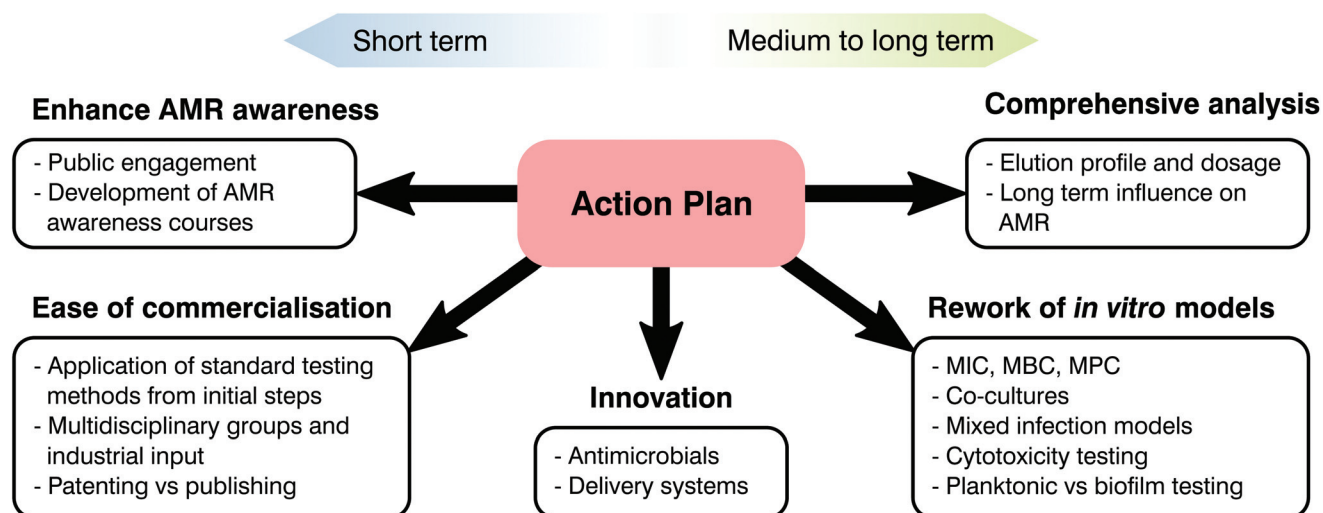 Short term
Medium to long term
Enhance AMR awareness
- Public engagement
- Development of AMR
awareness courses
Action Plan
Comprehensive analysis
- Elution profile and dosage
- Long term influence on
AMR
Ease of commercialisation
- Application of standard testing
methods from initial steps
- Multidisciplinary groups and
industrial input
- Patenting vs publishing
Innovation
- Antimicrobials
- Delivery systems
Rework of in vitro models
- MIC, MBC, MPC
- Co-cultures
- Mixed infection models
- Cytotoxicity testing
- Planktonic vs biofilm testing